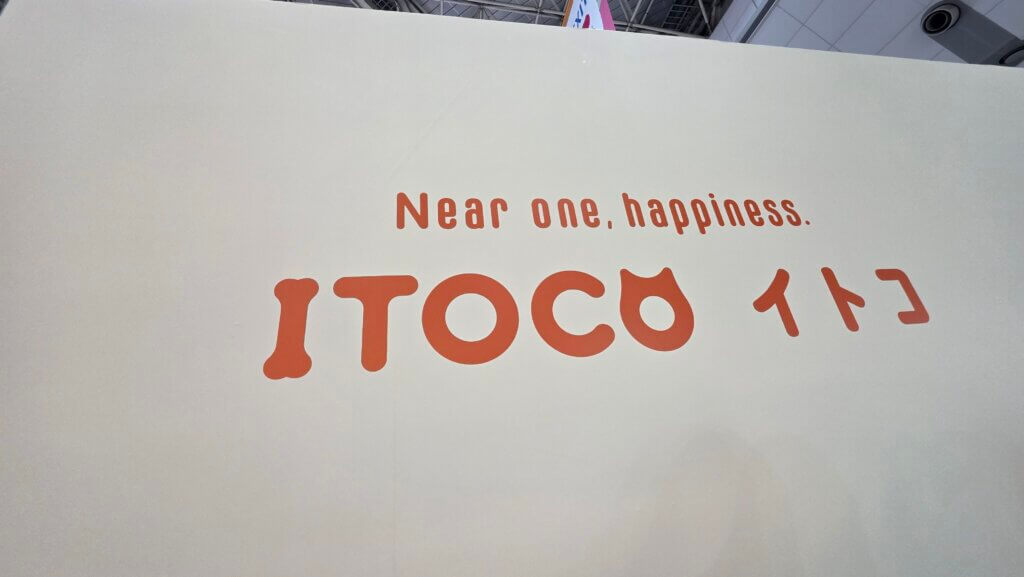 Near one, happiness.
ITOCO イトコ